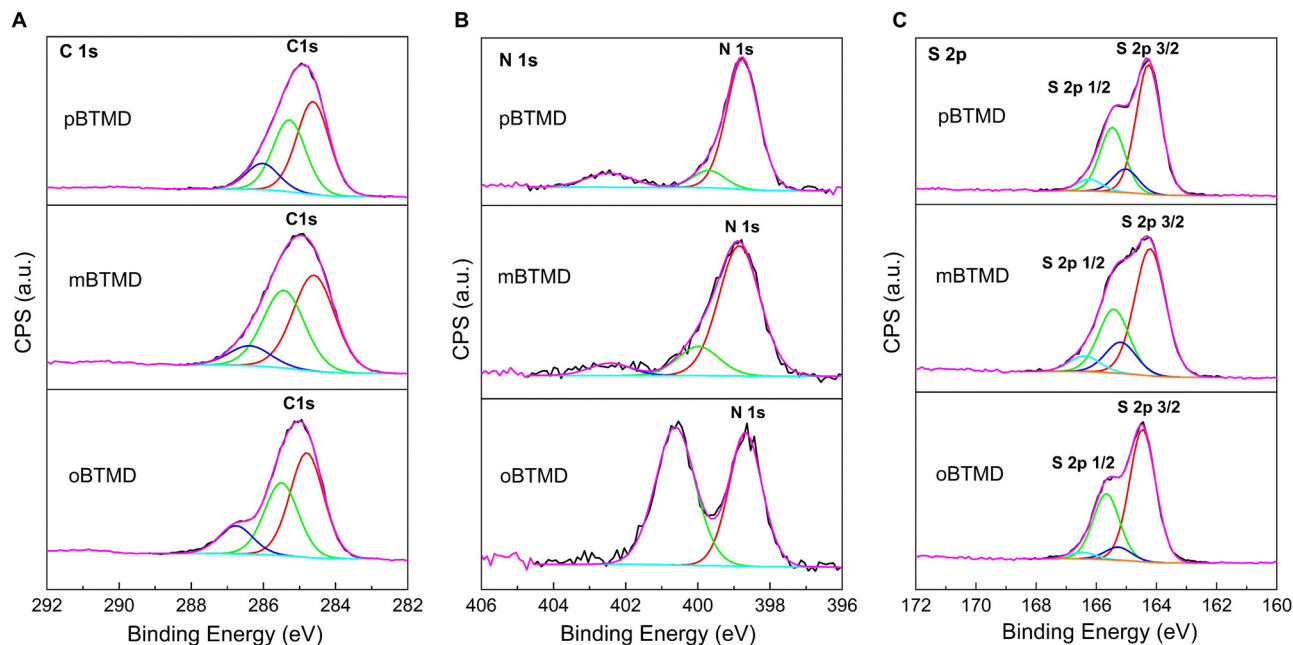 A
C 1s
C1s
pBTMD
C1s
mBTMD
C1s
oBTMD
CPS (a.u.)
292 290 288 286 284 282
Binding Energy (eV)
B
N 1s
N 1s
pBTMD
N 1s
mBTMD
N 1s
oBTMD
CPS (a.u.)
406 404 402 400 398 396
Binding Energy (eV)
C
S 2p
S 2p 3/2
S 2p 1/2
pBTMD
S 2p 3/2
S 2p 1/2
mBTMD
S 2p 3/2
S 2p 1/2
oBTMD
CPS (a.u.)
172 170 168 166 164 162 160
Binding Energy (eV)